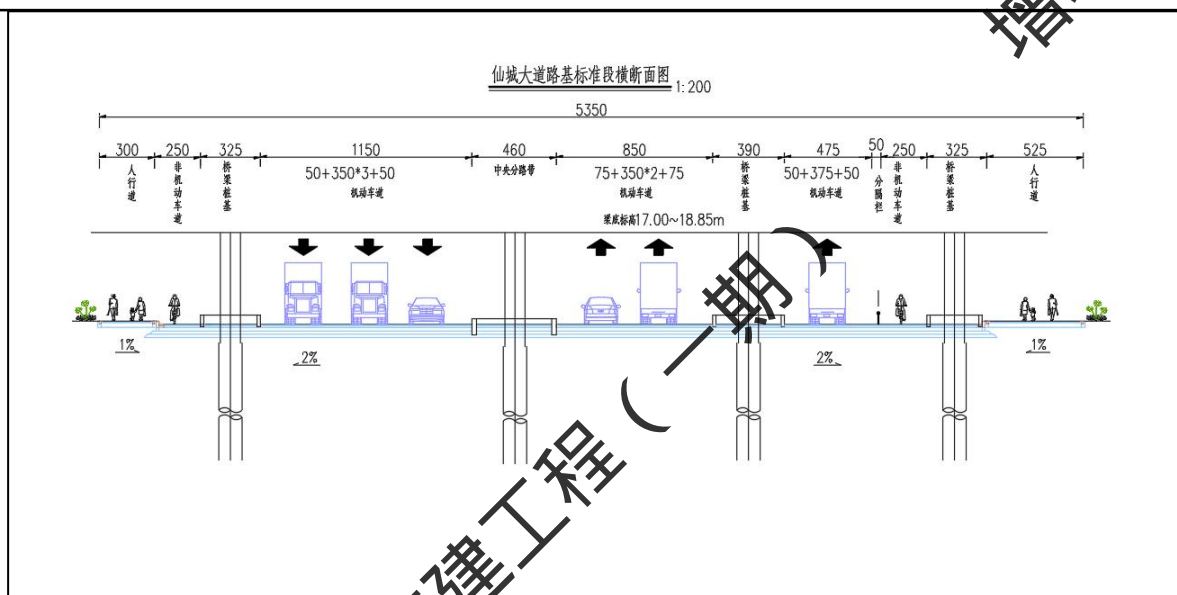 增
仙城大道路基标准段横断面图 1:200
5350
300 250 325 1150 460 850 390 475 50 250 325 525
人行道 非机动车道 桥梁桩基 50+350*3+50 机动车道 中央分隔带 75+350*2+75 机动车道 桥梁桩基 50+375+50 机动车道 分隔栏 非机动车道 桥梁桩基 人行道
梁底标高17.00~18.85m
1% 2% 2% 1%
建工程（一期）